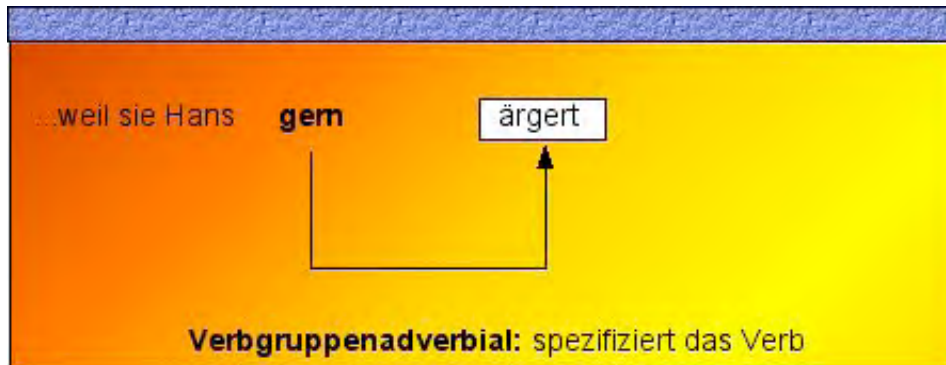 ...weil sie Hans gern ärgert
Verbgruppenadverbial: spezifiziert das Verb